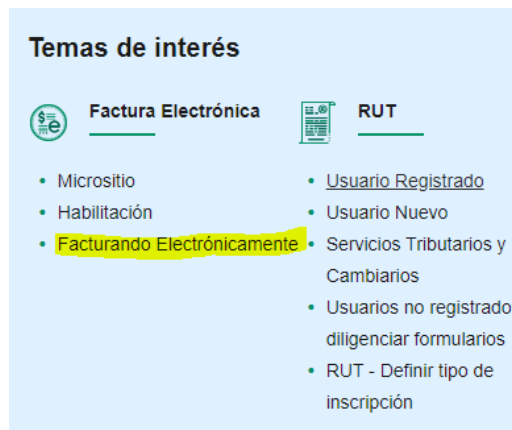 Temas de interés
Factura Electrónica
Micrositio
Habilitación
Facturando Electrónicamente
RUT
Usuario Registrado
Usuario Nuevo
Servicios Tributarios y
Cambiarios
Usuarios no registrado
diligenciar formularios
RUT - Definir tipo de
inscripción